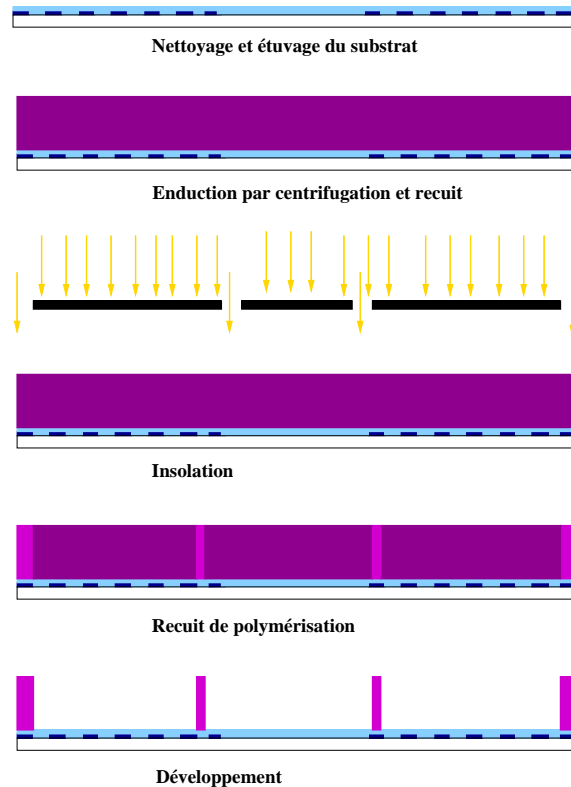 Nettoyage et étuvage du substrat
Enduction par centrifugation et recuit
Insolation
Recuit de polymérisation
Développement